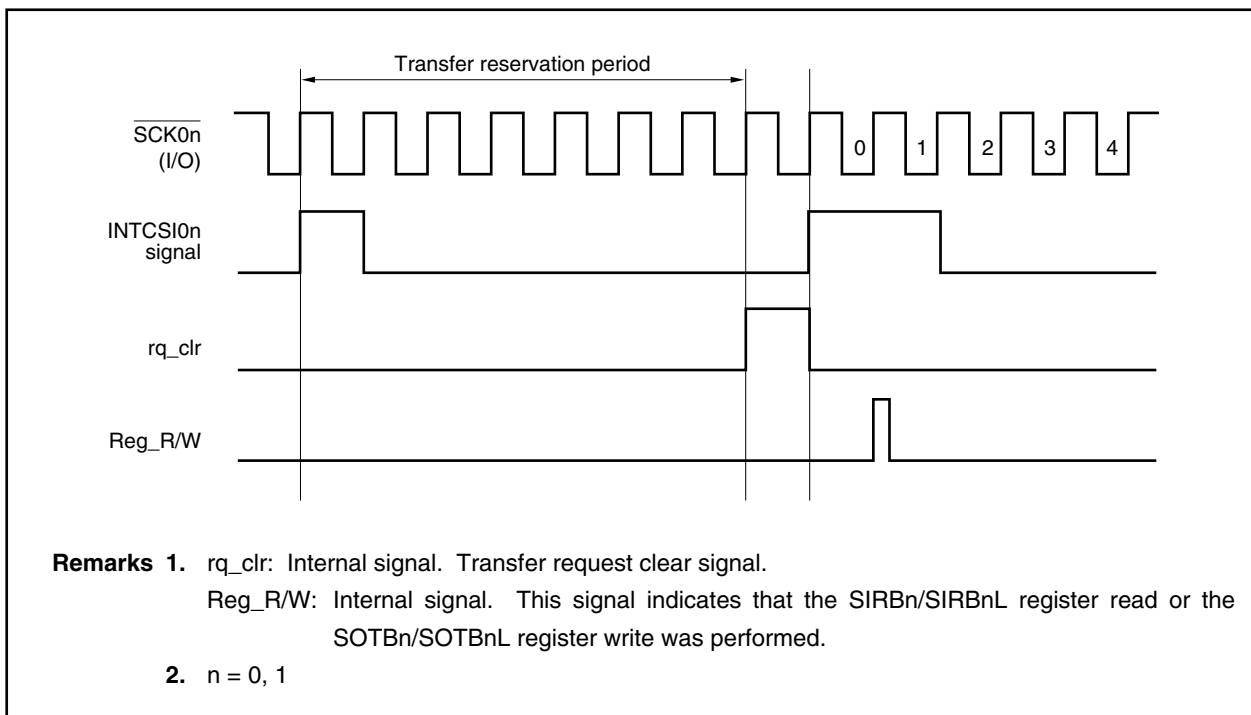 Transfer reservation period
SCK0n
(I/O)
0 1 2 3 4
INTCSI0n
signal
rq_clr
Reg_R/W
Remarks 1. rq_clr: Internal signal. Transfer request clear signal.
Reg_R/W: Internal signal. This signal indicates that the SIRBn/SIRBnL register read or the
SOTBn/SOTBnL register write was performed.
2. n = 0, 1